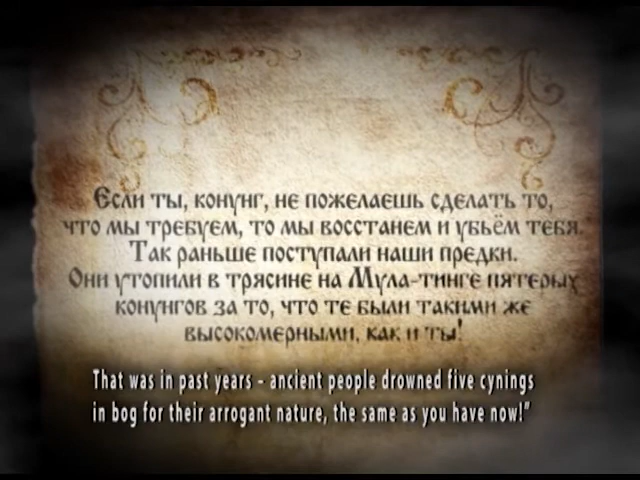 Если ты, конунг, не пожелаешь сделать то,
что мы требуем, то мы восстанем и убьём тебя.
Так раньше поступали наши предки.
Они утопили в трясине на Мула-тинге пятерых
конунгов за то, что те были такими же
высокомерными, как и ты!
That was in past years - ancient people drowned five cynings
in bog for their arrogant nature, the same as you have now!"